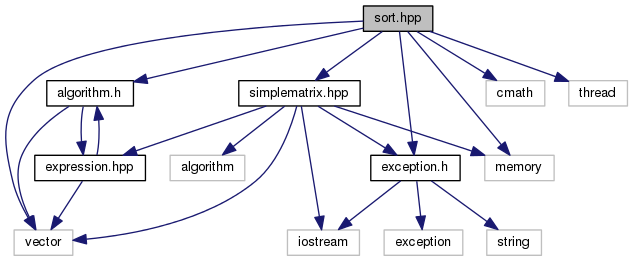 sort.hpp
algorithm.h
simplematrix.hpp
cmath
thread
expression.hpp
algorithm
exception.h
memory
vector
iostream
exception
string